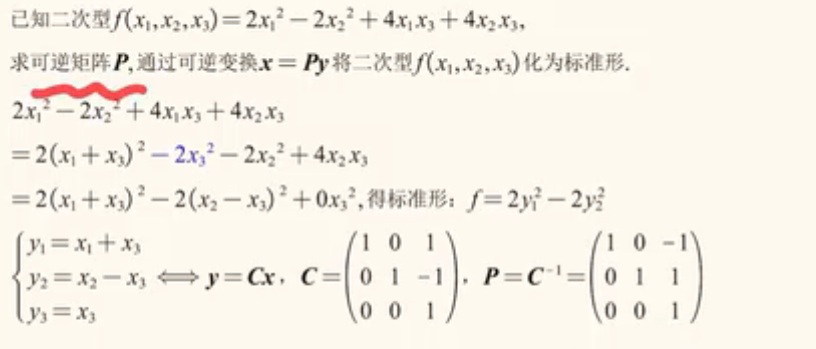 已知二次型f(x₁,x₂,x₃)=2x₁²−2x₂²+4x₁x₃+4x₂x₃,
求可逆矩阵P,通过可逆变换x=Py将二次型f(x₁,x₂,x₃)化为标准形.
2x₁²−2x₂²+4x₁x₃+4x₂x₃
=2(x₁+x₃)²−2x₃²−2x₂²+4x₂x₃
=2(x₁+x₃)²−2(x₂−x₃)²+0x₃²,得标准形：f=2y₁²−2y₂²
{y₁=x₁+x₃
y₂=x₂−x₃ ⟺ y=Cx，C=(1 0 1
0 1 −1
0 0 1)，P=C⁻¹=(1 0 −1
0 1 1
0 0 1)
y₃=x₃